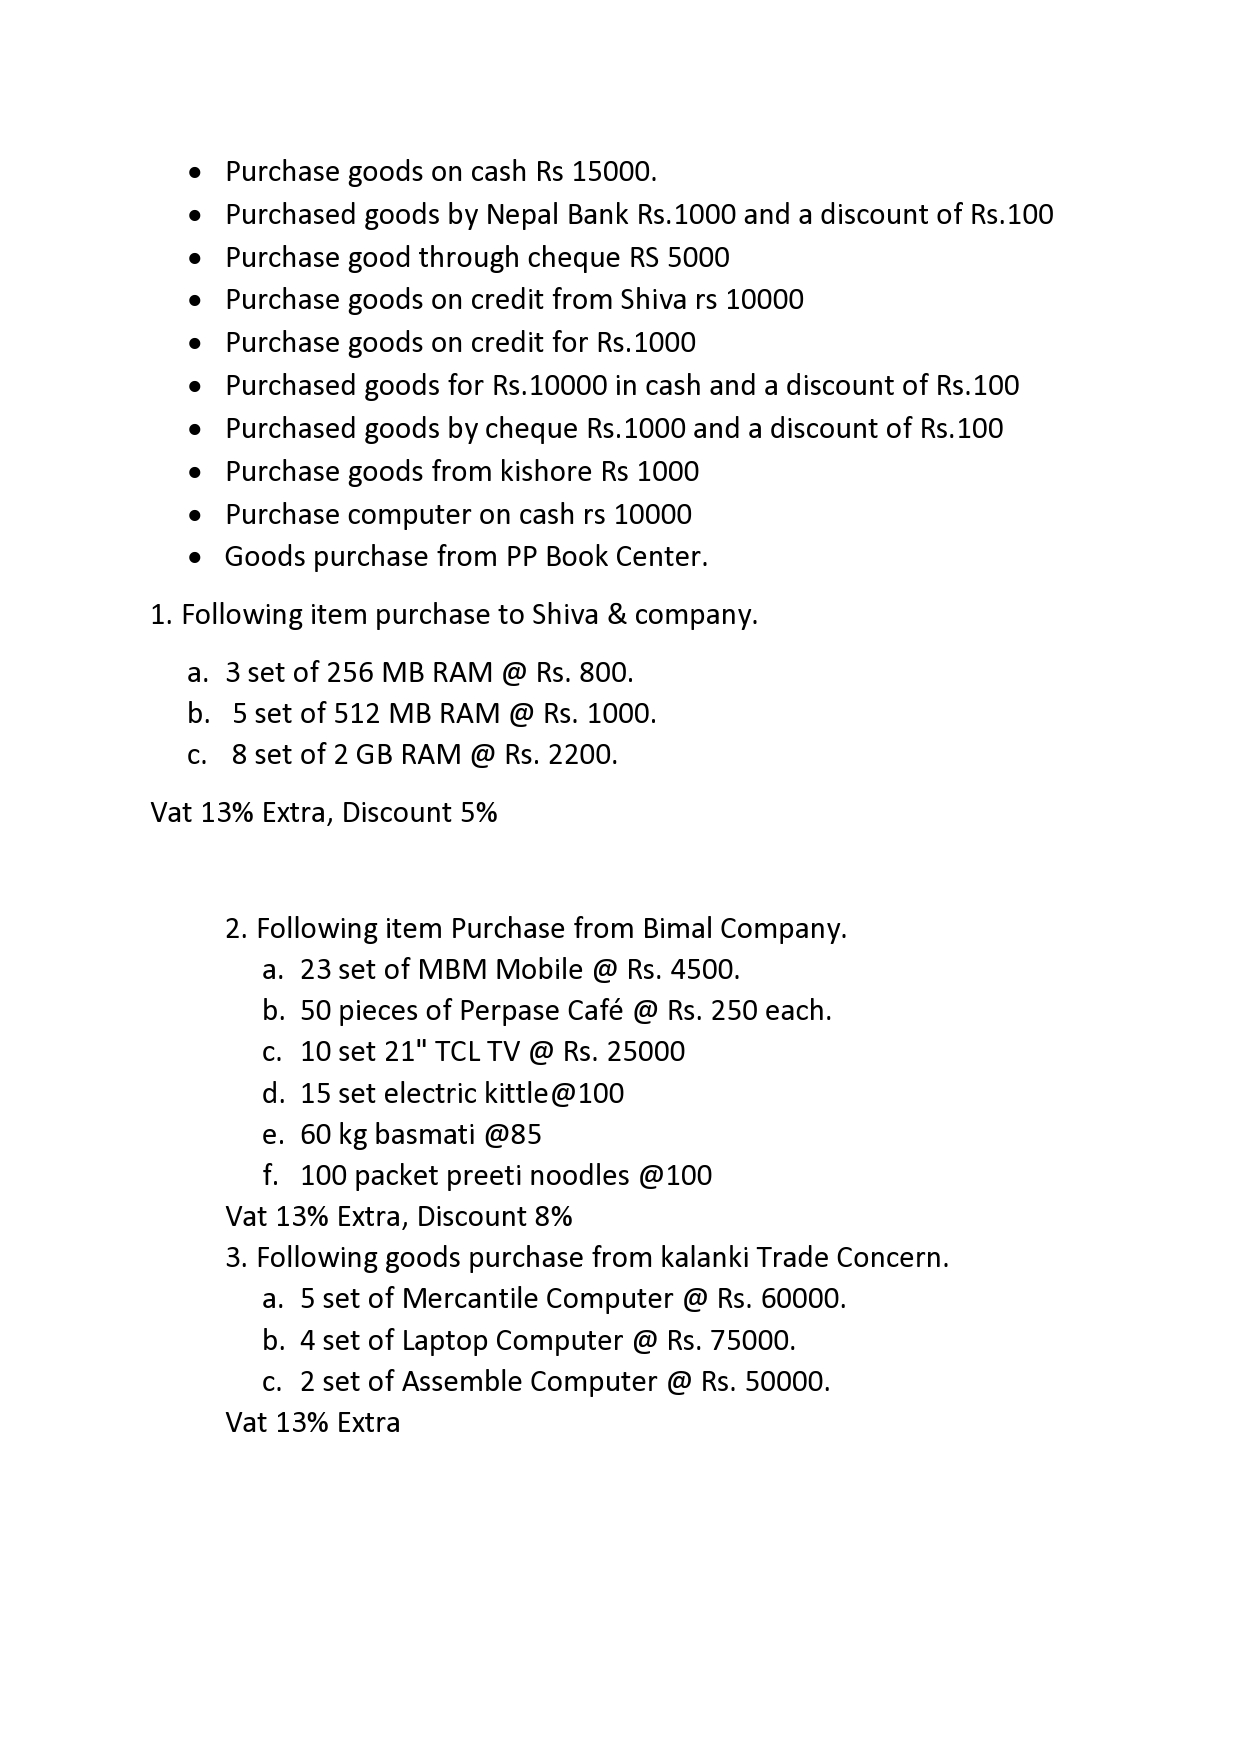 • Purchase goods on cash Rs 15000.
• Purchased goods by Nepal Bank Rs.1000 and a discount of Rs.100
• Purchase good through cheque RS 5000
• Purchase goods on credit from Shiva rs 10000
• Purchase goods on credit for Rs.1000
• Purchased goods for Rs.10000 in cash and a discount of Rs.100
• Purchased goods by cheque Rs.1000 and a discount of Rs.100
• Purchase goods from kishore Rs 1000
• Purchase computer on cash rs 10000
• Goods purchase from PP Book Center.
1. Following item purchase to Shiva & company.
a. 3 set of 256 MB RAM @ Rs. 800.
b. 5 set of 512 MB RAM @ Rs. 1000.
c. 8 set of 2 GB RAM @ Rs. 2200.
Vat 13% Extra, Discount 5%
2. Following item Purchase from Bimal Company.
a. 23 set of MBM Mobile @ Rs. 4500.
b. 50 pieces of Perpase Café @ Rs. 250 each.
c. 10 set 21" TCL TV @ Rs. 25000
d. 15 set electric kittle@100
e. 60 kg basmati @85
f. 100 packet preeti noodles @100
Vat 13% Extra, Discount 8%
3. Following goods purchase from kalanki Trade Concern.
a. 5 set of Mercantile Computer @ Rs. 60000.
b. 4 set of Laptop Computer @ Rs. 75000.
c. 2 set of Assemble Computer @ Rs. 50000.
Vat 13% Extra